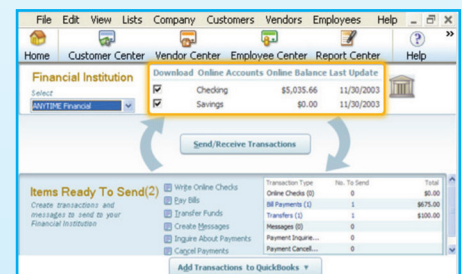 File Edit View Lists Company Customers Vendors Employees Help
Home Customer Center Vendor Center Employee Center Report Center Help
Financial Institution
Select
ANYTIME Financial
Download Online Accounts Online Balance Last Update
Checking $5,035.66 11/30/2003
Savings $0.00 11/30/2003
Send/Receive Transactions
Items Ready To Send(2)
Create transactions and
messages to send to your
Financial Institution
Write Online Checks
Pay Bills
Transfer Funds
Create Messages
Inquire About Payments
Cancel Payments
Transaction Type No. To Send Total
Online Checks (0) 0 $0.00
Bill Payments (1) 1 $675.00
Transfers (1) 1 $100.00
Messages (0) 0
Payment Inquirie... 0
Payment Cancell... 0
Add Transactions to QuickBooks